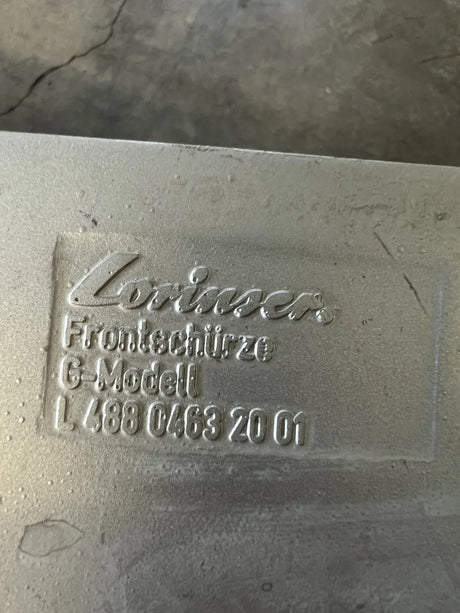 Lorinser
Frontschürze
G-Modell
L 488 0463 20 01